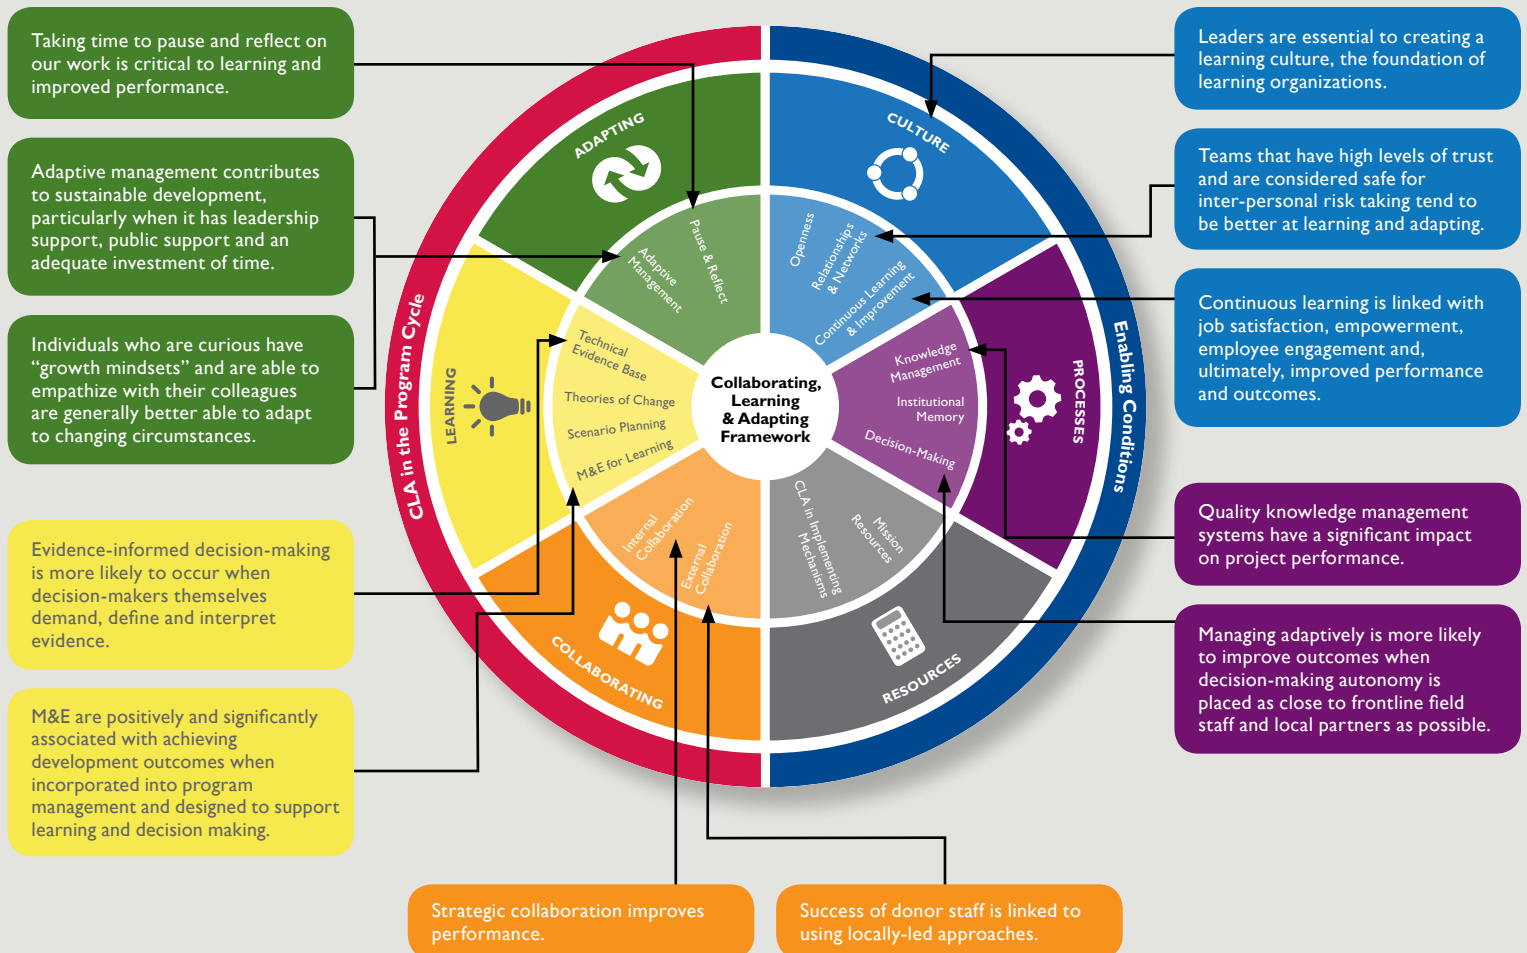 Taking time to pause and reflect on
our work is critical to learning and
improved performance.
Adaptive management contributes
to sustainable development,
particularly when it has leadership
support, public support and an
adequate investment of time.
Individuals who are curious have
“growth mindsets” and are able to
empathize with their colleagues
are generally better able to adapt
to changing circumstances.
Evidence-informed decision-making
is more likely to occur when
decision-makers themselves
demand, define and interpret
evidence.
M&E are positively and significantly
associated with achieving
development outcomes when
incorporated into program
management and designed to support
learning and decision making.
CLA in the Program Cycle
ADAPTING
Adaptive
Management
Pause & Reflect
LEARNING
Technical
Evidence Base
Theories of Change
Scenario Planning
M&E for Learning
COLLABORATING
Internal
Collaboration
External
Collaboration
Collaborating,
Learning
& Adapting
Framework
Enabling Conditions
CULTURE
Openness
Relationships
& Networks
Continuous Learning
& Improvement
PROCESSES
Knowledge
Management
Institutional
Memory
Decision-Making
RESOURCES
Mission
Resources
CLA in Implementing
Mechanisms
Leaders are essential to creating a
learning culture, the foundation of
learning organizations.
Teams that have high levels of trust
and are considered safe for
inter-personal risk taking tend to
be better at learning and adapting.
Continuous learning is linked with
job satisfaction, empowerment,
employee engagement and,
ultimately, improved performance
and outcomes.
Quality knowledge management
systems have a significant impact
on project performance.
Managing adaptively is more likely
to improve outcomes when
decision-making autonomy is
placed as close to frontline field
staff and local partners as possible.
Strategic collaboration improves
performance.
Success of donor staff is linked to
using locally-led approaches.